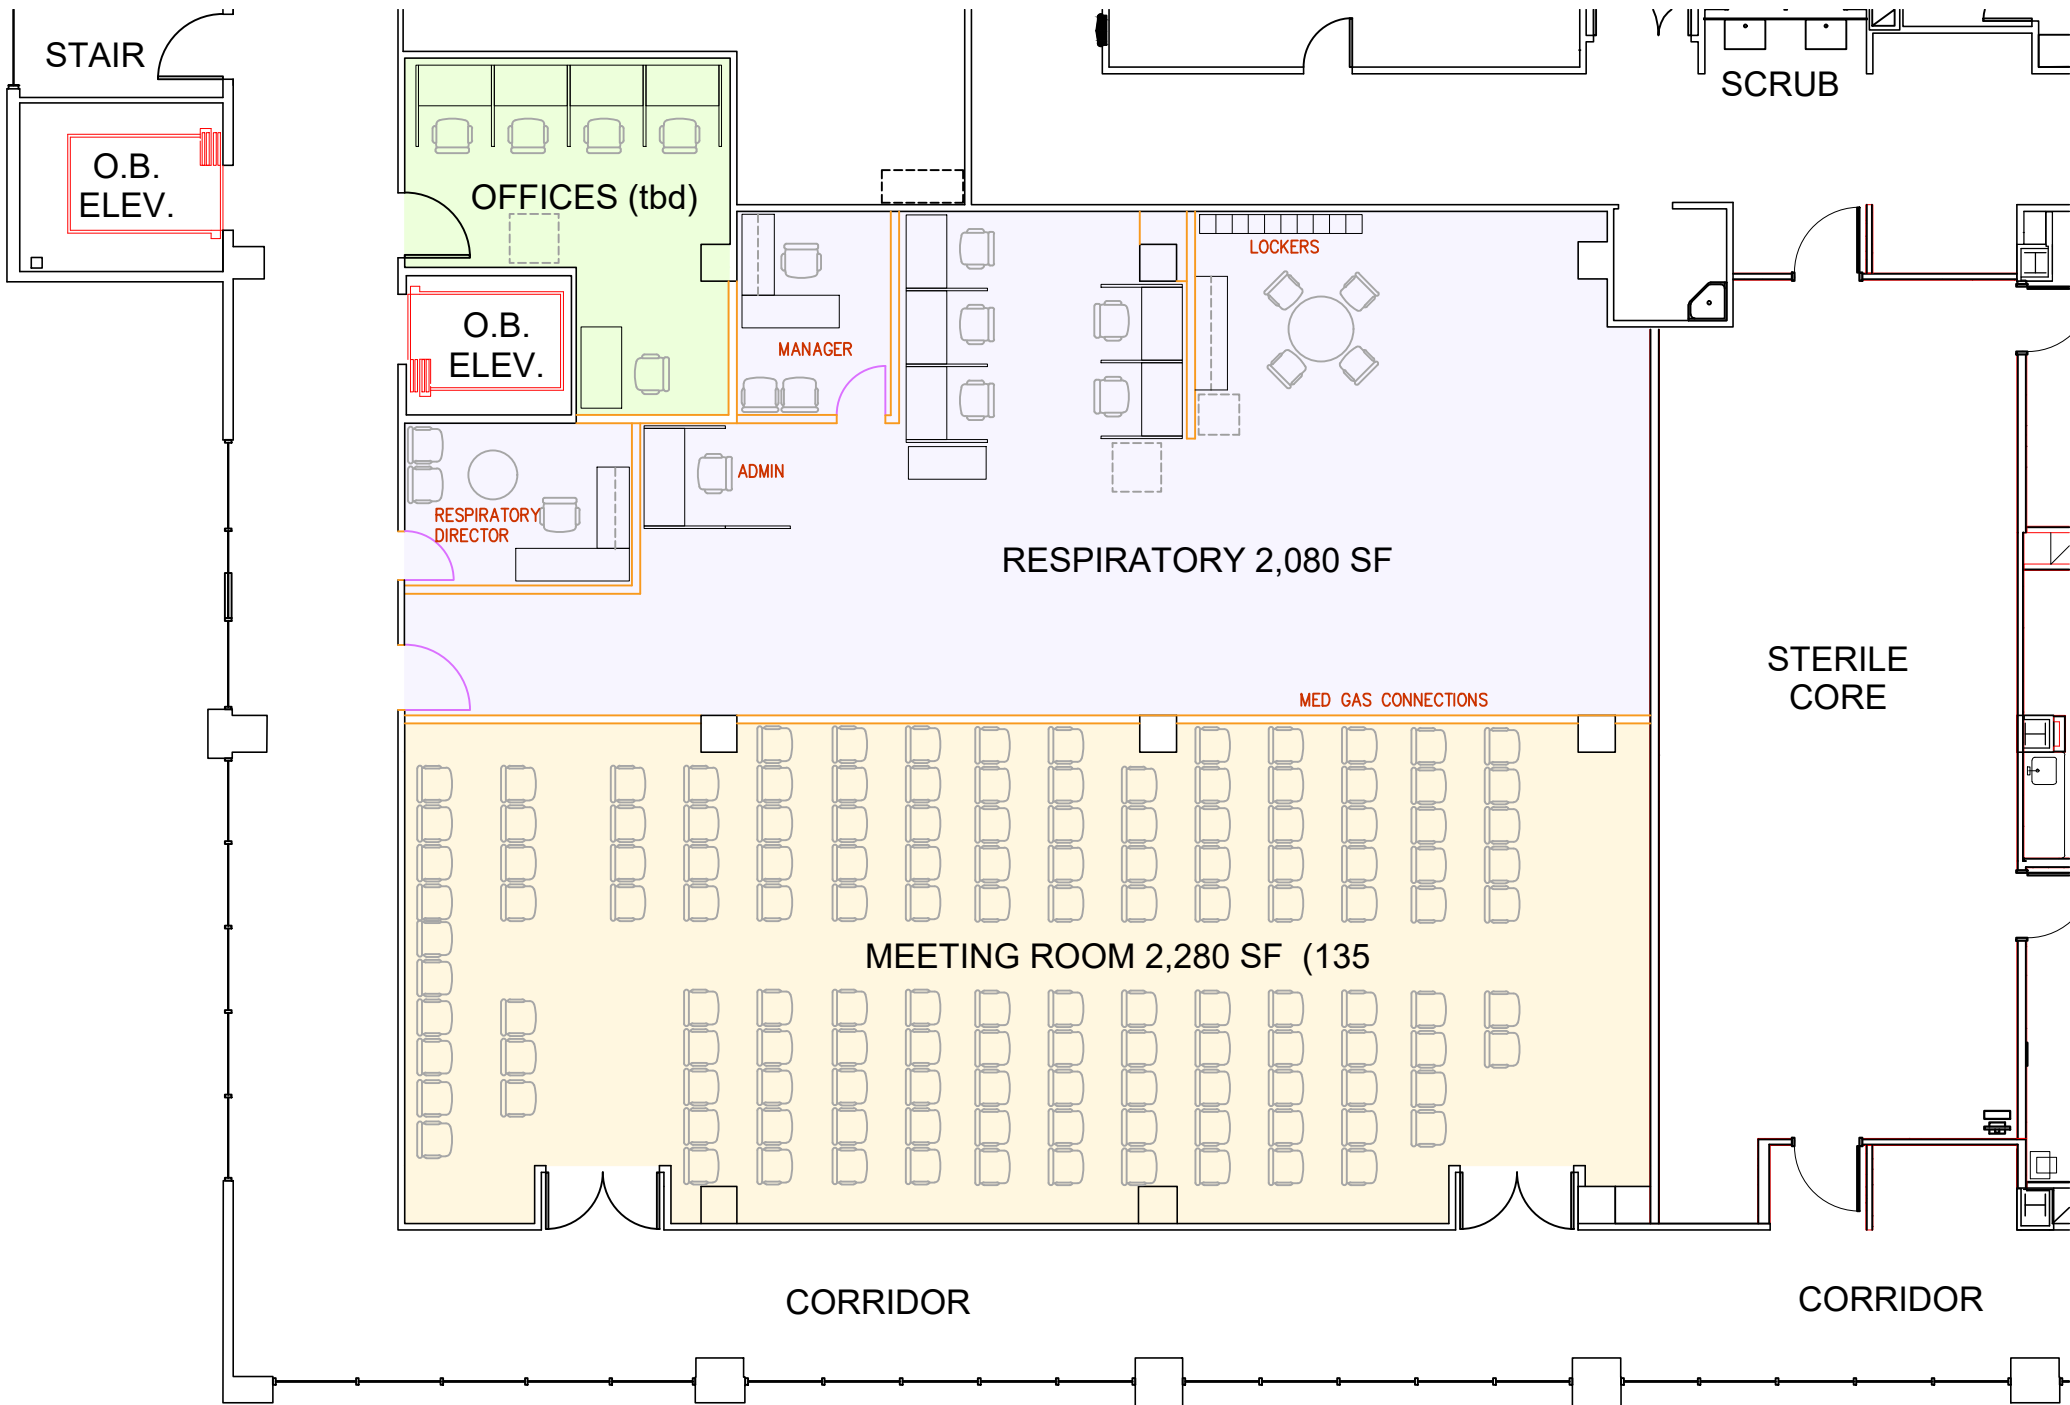 STAIR
SCRUB
O.B.
ELEV.
OFFICES (tbd)
LOCKERS
O.B.
ELEV.
MANAGER
ADMIN
RESPIRATORY
DIRECTOR
RESPIRATORY 2,080 SF
STERILE
CORE
MED GAS CONNECTIONS
MEETING ROOM 2,280 SF (135
CORRIDOR
CORRIDOR